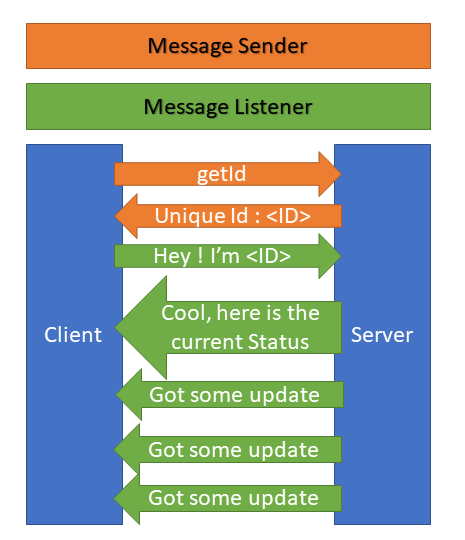 Message Sender
Message Listener
getId
Unique Id : <ID>
Hey ! I'm <ID>
Cool, here is the
current Status
Client
Server
Got some update
Got some update
Got some update